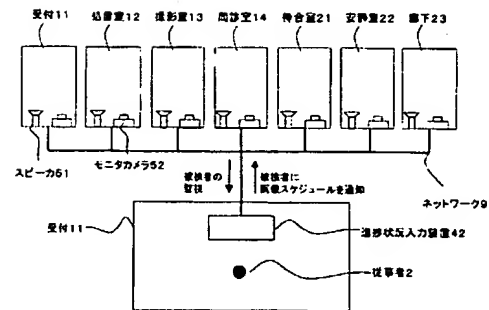 受付11
処置室12
撮影室13
問診室14
待合室21
安静室22
廊下23
スピーカ51
モニタカメラ52
被検者の
監視
被検者に
医療スケジュールを通知
ネットワーク9
受付11
進捗状況入力装置42
従事者2